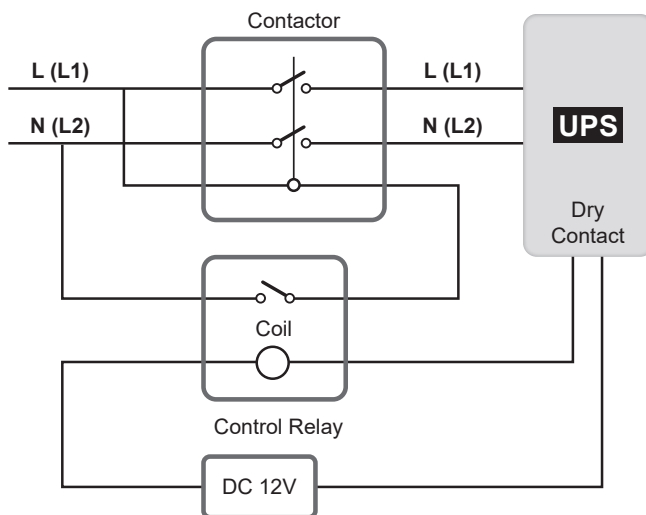 Contactor
L (L1)
L (L1)
N (L2)
N (L2)
UPS
Dry
Contact
Coil
Control Relay
DC 12V